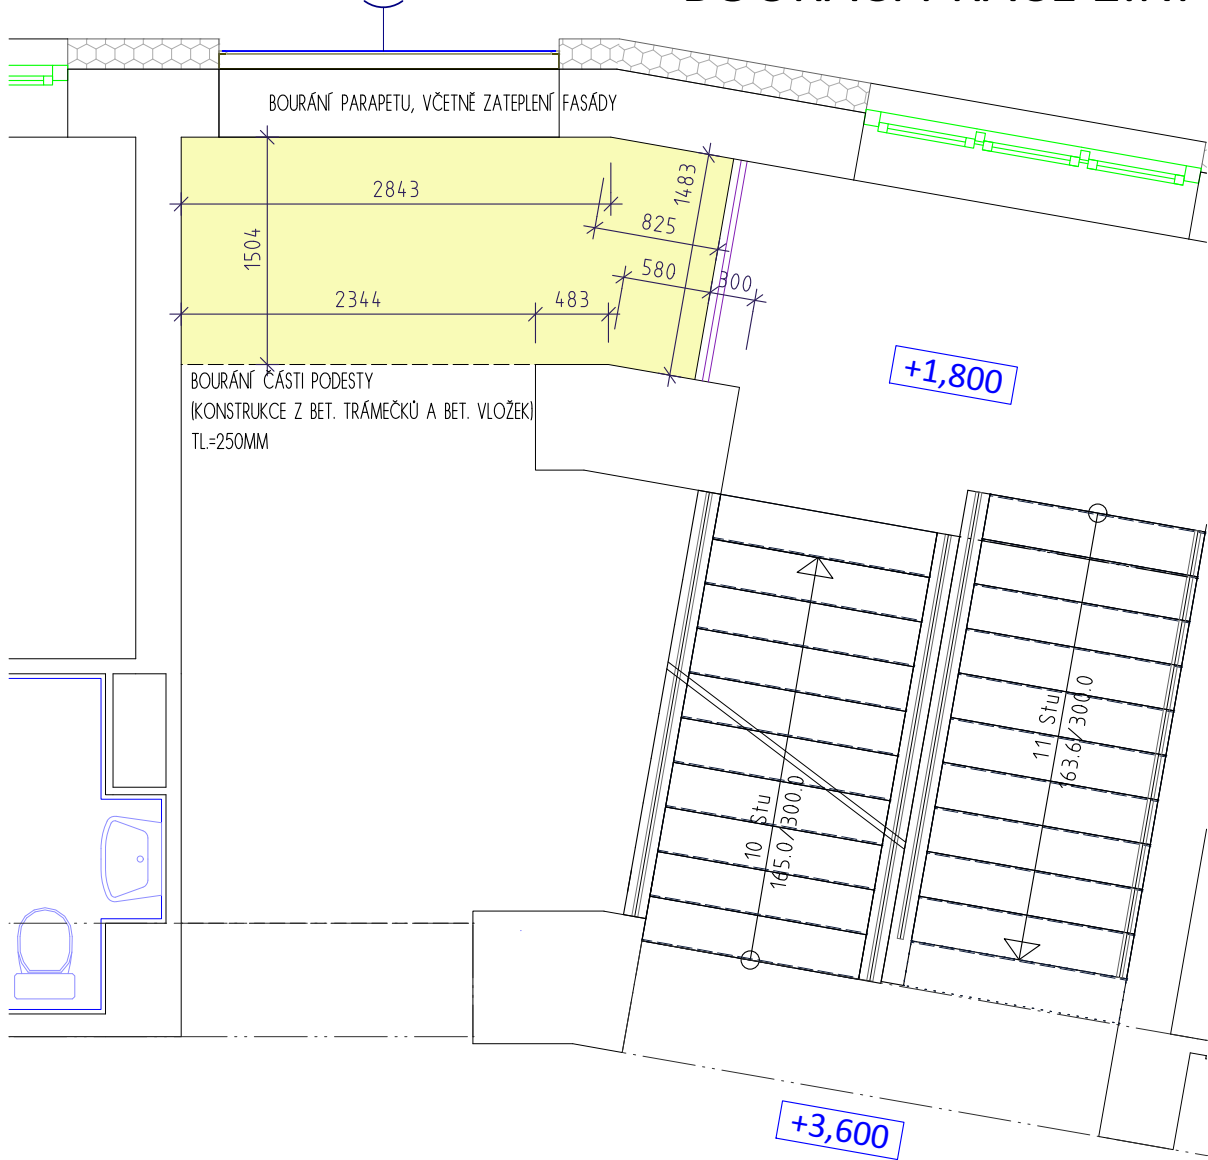 BOURÁNÍ PARAPETU, VČETNĚ ZATEPLENÍ FASÁDY
2843
1483
825
1504
580
300
2344
483
BOURÁNÍ ČÁSTI PODESTY
(KONSTRUKCE Z BET. TRÁMEČKŮ A BET. VLOŽEK)
TL.=250MM
+1,800
11 Stu
163.6/300.0
10 Stu
165.0/300.0
+3,600